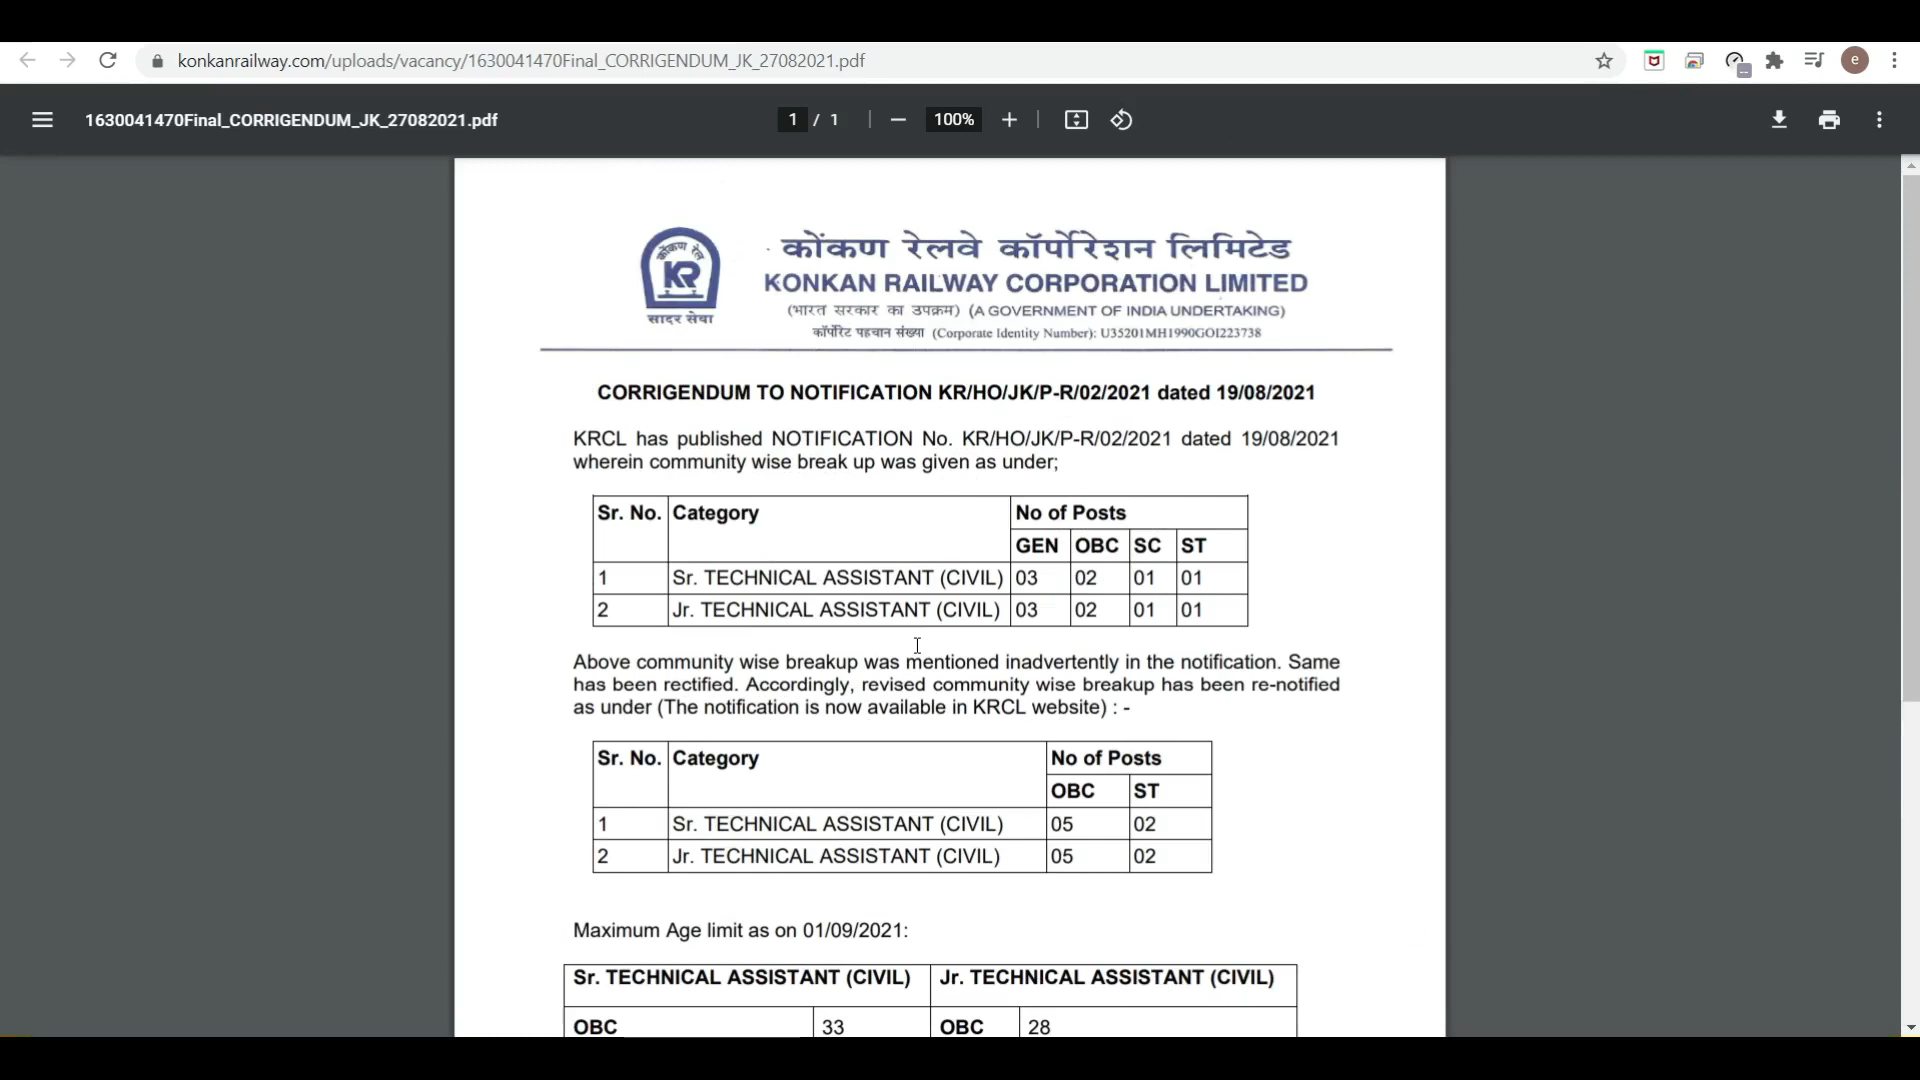 konkanrailway.com/uploads/vacancy/1630041470Final_CORRIGENDUM_JK_27082021.pdf
e
1630041470Final_CORRIGENDUM_JK_27082021.pdf
1 / 1
100%
कोंकण रेल
KR
सादर सेवा
कोंकण रेलवे कॉर्पोरेशन लिमिटेड
KONKAN RAILWAY CORPORATION LIMITED
(भारत सरकार का उपक्रम) (A GOVERNMENT OF INDIA UNDERTAKING)
कॉर्पोरेट पहचान संख्या (Corporate Identity Number): U35201MH1990GOI223738
CORRIGENDUM TO NOTIFICATION KR/HO/JK/P-R/02/2021 dated 19/08/2021
KRCL has published NOTIFICATION No. KR/HO/JK/P-R/02/2021 dated 19/08/2021
wherein community wise break up was given as under;
Sr. No. Category No of Posts
GEN OBC SC ST
1 Sr. TECHNICAL ASSISTANT (CIVIL) 03 02 01 01
2 Jr. TECHNICAL ASSISTANT (CIVIL) 03 02 01 01
Above community wise breakup was mentioned inadvertently in the notification. Same
has been rectified. Accordingly, revised community wise breakup has been re-notified
as under (The notification is now available in KRCL website) : -
Sr. No. Category No of Posts
OBC ST
1 Sr. TECHNICAL ASSISTANT (CIVIL) 05 02
2 Jr. TECHNICAL ASSISTANT (CIVIL) 05 02
Maximum Age limit as on 01/09/2021:
Sr. TECHNICAL ASSISTANT (CIVIL) Jr. TECHNICAL ASSISTANT (CIVIL)
OBC 33 OBC 28